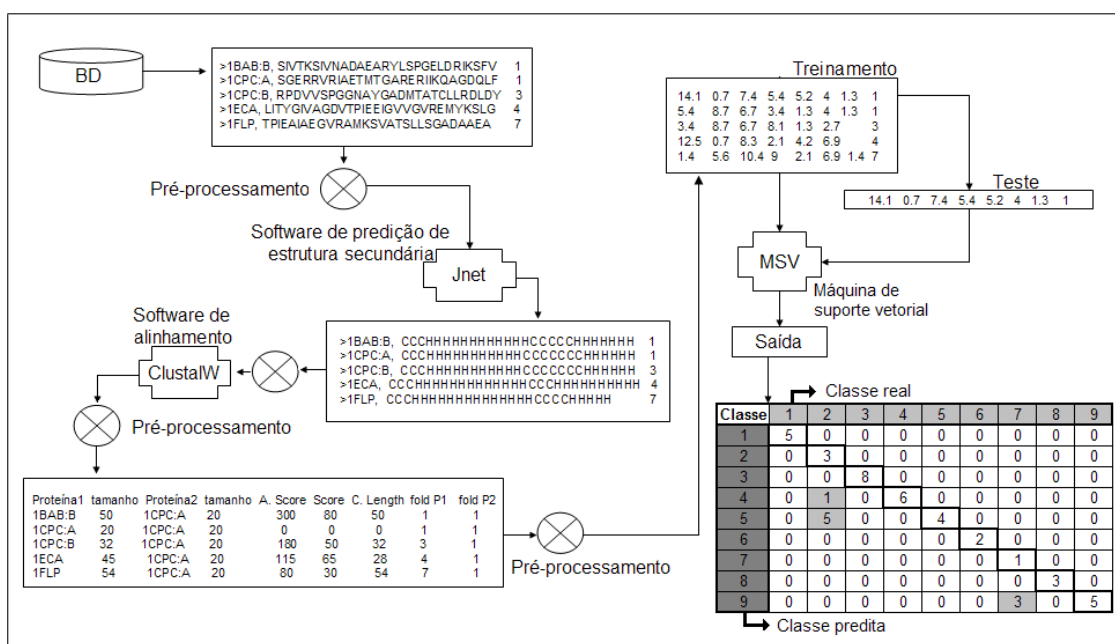 BD
>1BAB:B, SIVTKSIVNADAEARYLSPGELDRIKSFV 1
>1CPC:A, SGERRVRIAETMTGARERIIKQAGDQLF 1
>1CPC:B, RPDVVSPGGNAYGADMTATCLLRDLDY 3
>1ECA, LITYGIVAGDVTPIEEIGVVGVREMYKSLG 4
>1FLP, TPIEAIAEGVRAMKSVATSLLSGADAAEA 7
Pré-processamento
Software de predição de
estrutura secundária
Jnet
Software de
alinhamento
ClustalW
>1BAB:B, CCCHHHHHHHHHHHHCCCCCHHHHHHH 1
>1CPC:A, CCCHHHHHHHHHHHCCCCCCCHHHHHH 1
>1CPC:B, CCCHHHHHHHHHHHCCCCCCCHHHHHH 3
>1ECA, CCCHHHHHHHHHHHHHCCCHHHHHHHHHH 4
>1FLP, CCCHHHHHHHHHHHHHHCCCCHHHHH 7
Pré-processamento
Proteína1 tamanho Proteína2 tamanho A. Score Score C. Length fold P1 fold P2
1BAB:B 50 1CPC:A 20 300 80 50 1 1
1CPC:A 20 1CPC:A 20 0 0 0 1 1
1CPC:B 32 1CPC:A 20 180 50 32 3 1
1ECA 45 1CPC:A 20 115 65 28 4 1
1FLP 54 1CPC:A 20 80 30 54 7 1
Pré-processamento
Treinamento
14.1 0.7 7.4 5.4 5.2 4 1.3 1
5.4 8.7 6.7 3.4 1.3 4 1.3 1
3.4 8.7 6.7 8.1 1.3 2.7 3
12.5 0.7 8.3 2.1 4.2 6.9 4
1.4 5.6 10.4 9 2.1 6.9 1.4 7
Teste
14.1 0.7 7.4 5.4 5.2 4 1.3 1
MSV
Máquina de
suporte vetorial
Saída
Classe real
Classe 1 2 3 4 5 6 7 8 9
1 5 0 0 0 0 0 0 0 0
2 0 3 0 0 0 0 0 0 0
3 0 0 8 0 0 0 0 0 0
4 0 1 0 6 0 0 0 0 0
5 0 5 0 0 4 0 0 0 0
6 0 0 0 0 0 2 0 0 0
7 0 0 0 0 0 0 1 0 0
8 0 0 0 0 0 0 0 3 0
9 0 0 0 0 0 0 3 0 5
Classe predita